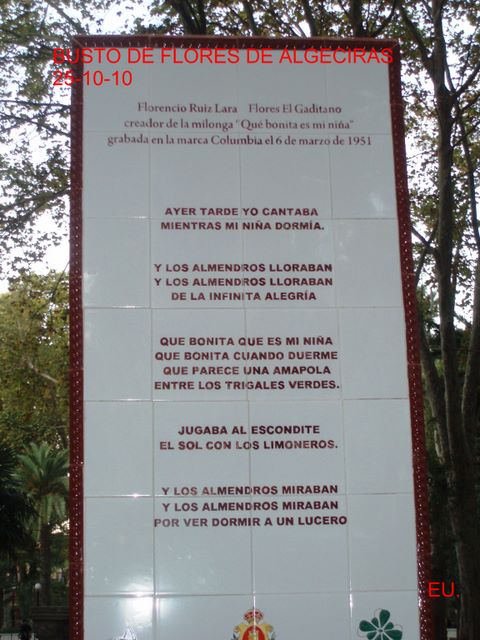 BUSTO DE FLORES DE ALGECIRAS
25-10-10
Florencio Ruíz Lara Flores El Gaditano
creador de la milonga "Qué bonita es mi niña"
grabada en la marca Columbia el 6 de marzo de 1951
AYER TARDE YO CANTABA
MIENTRAS MI NIÑA DORMÍA.
Y LOS ALMENDROS LLORABAN
Y LOS ALMENDROS LLORABAN
DE LA INFINITA ALEGRÍA
QUE BONITA QUE ES MI NIÑA
QUE BONITA CUANDO DUERME
QUE PARECE UNA AMAPOLA
ENTRE LOS TRIGALES VERDES.
JUGABA AL ESCONDITE
EL SOL CON LOS LIMONEROS.
Y LOS ALMENDROS MIRABAN
Y LOS ALMENDROS MIRABAN
POR VER DORMIR A UN LUCERO
EU.